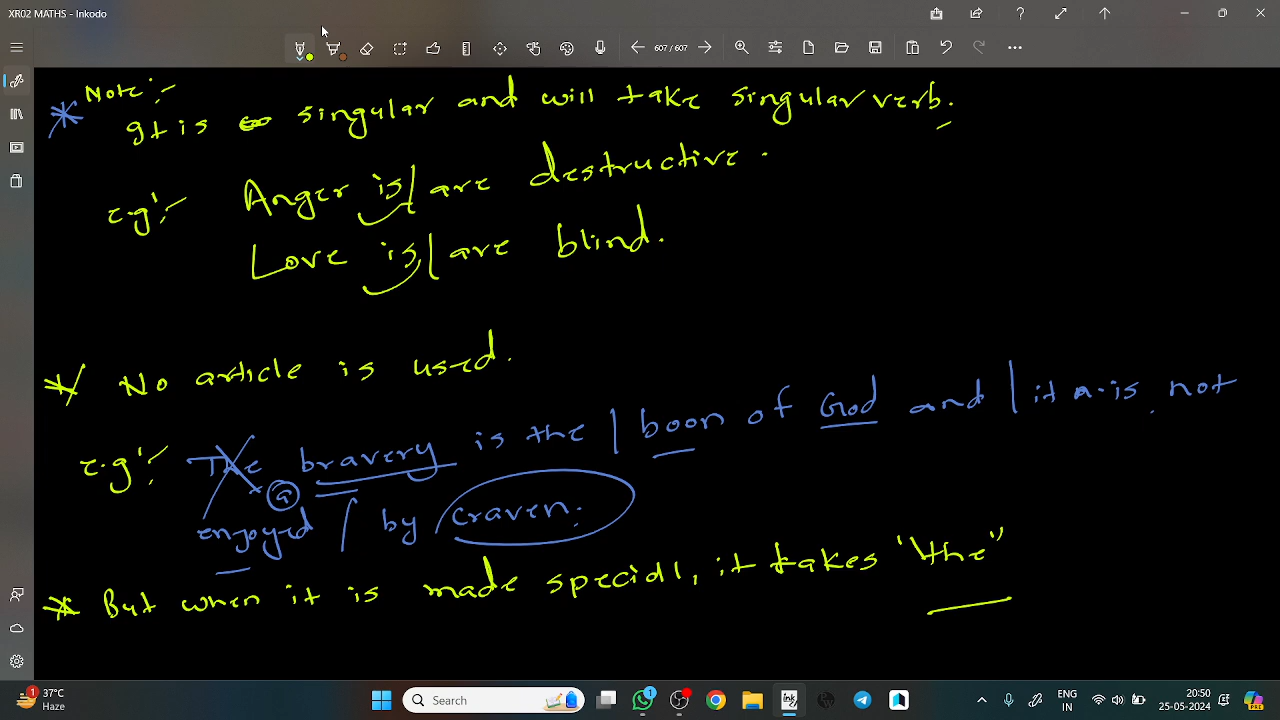 XR02 MATHS - Inkodo
607/607
* Note :-
It is singular and will take singular verb.
e.g :- Anger is / are destructive.
Love is / are blind.
* No article is used.
e.g :- The bravery is the / boon of God and / it is not
(a)
enjoyed / by craven.
* But when it is made special, it takes "the"
1
37°C
Haze
Search
1
ENG
IN
20:50
25-05-2024